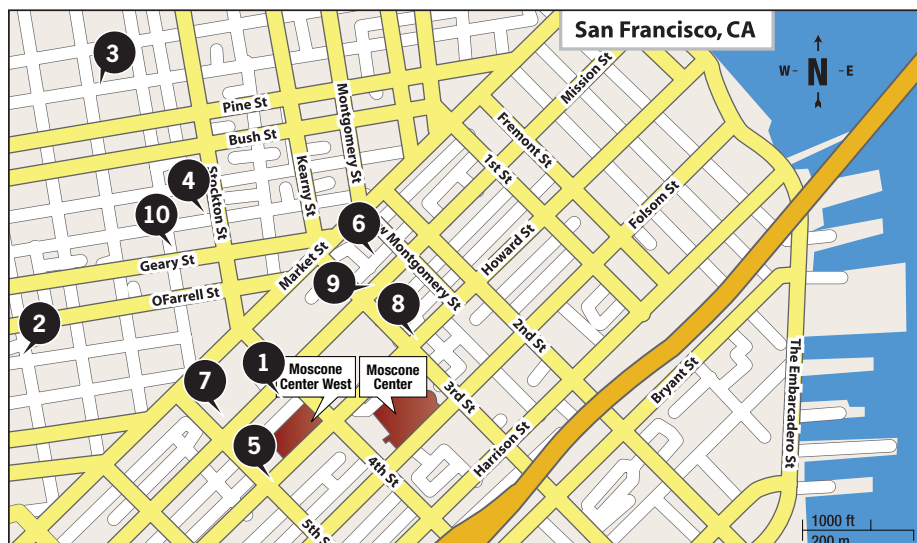 San Francisco, CA
3
Mission St
W
N
E
Pine St
Montgomery St
Bush St
Fremont St
1st St
Kearny St
4
Stockton St
Folsom St
10
6
Howard St
Geary St
Market St
New Montgomery St
9
OFarrell St
8
2
2nd St
1
Moscone
Center West
Moscone
Center
7
Bryant St
The Embarcadero St
3rd St
5
Harrison St
4th St
5th St
1000 ft
200 m